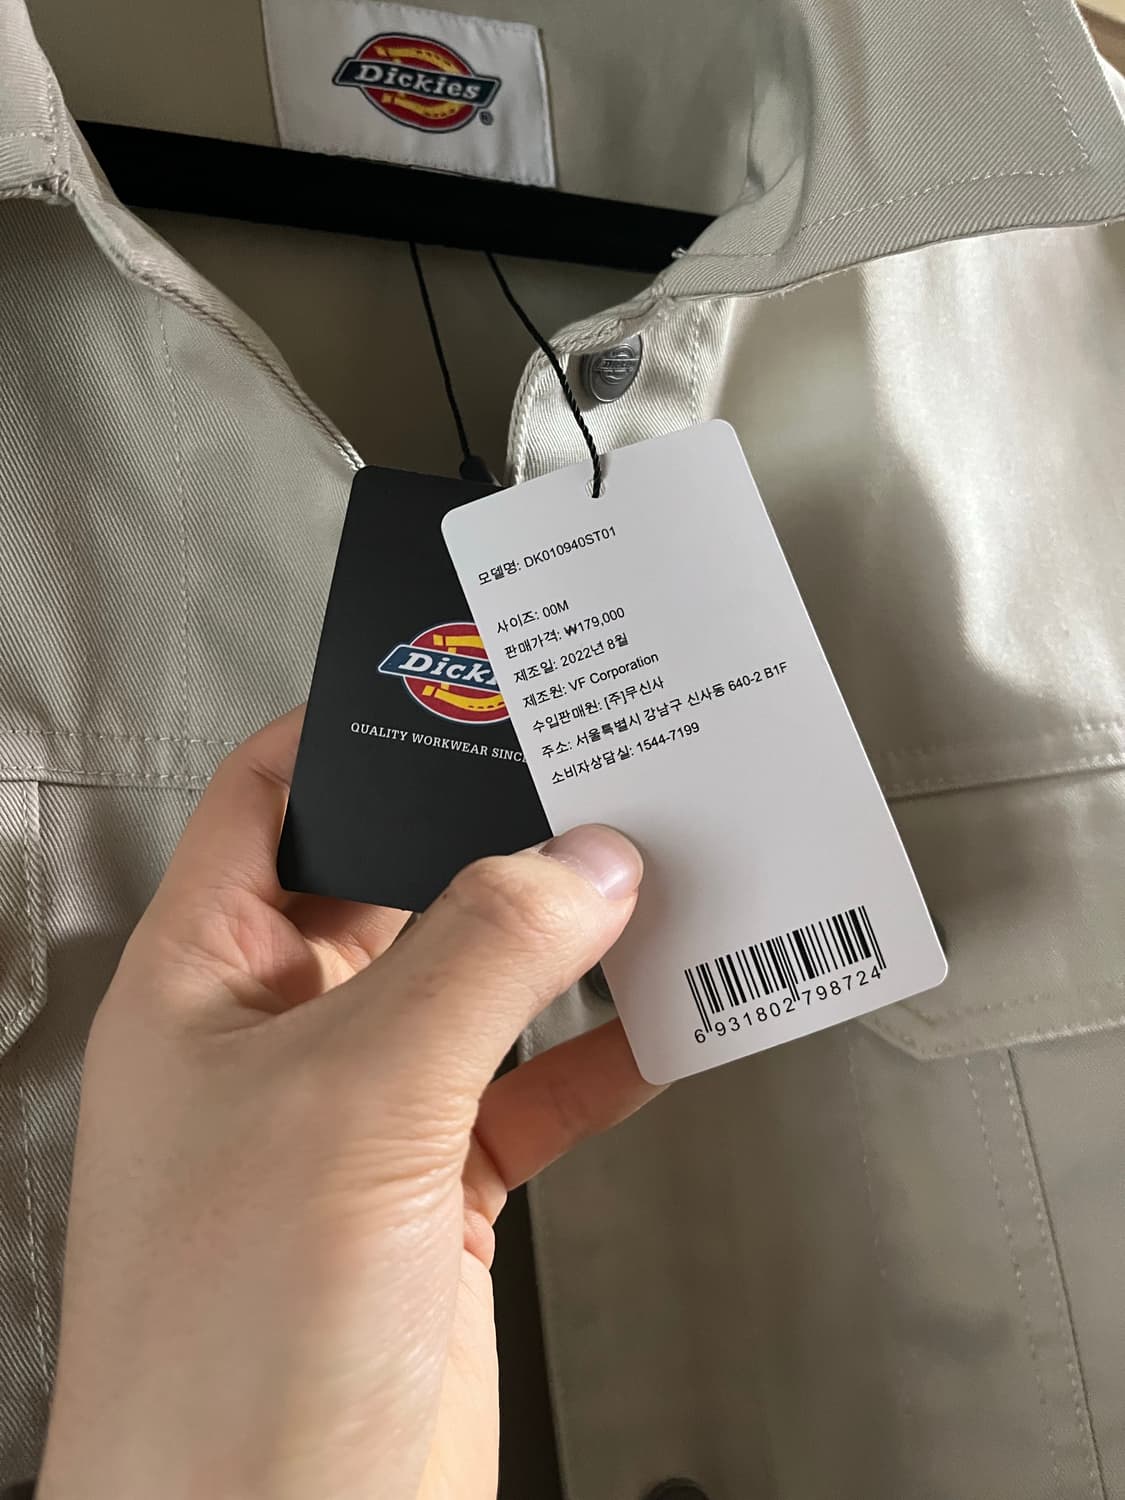 Dickies®
모델명: DK010940ST01
사이즈: 00M
판매가격: ₩179,000
제조일: 2022년 8월
제조원: VF Corporation
수입판매원: [주]무신사
주소: 서울특별시 강남구 신사동 640-2 B1F
소비자상담실: 1544-7199
6 931802 798724
QUALITY WORKWEAR